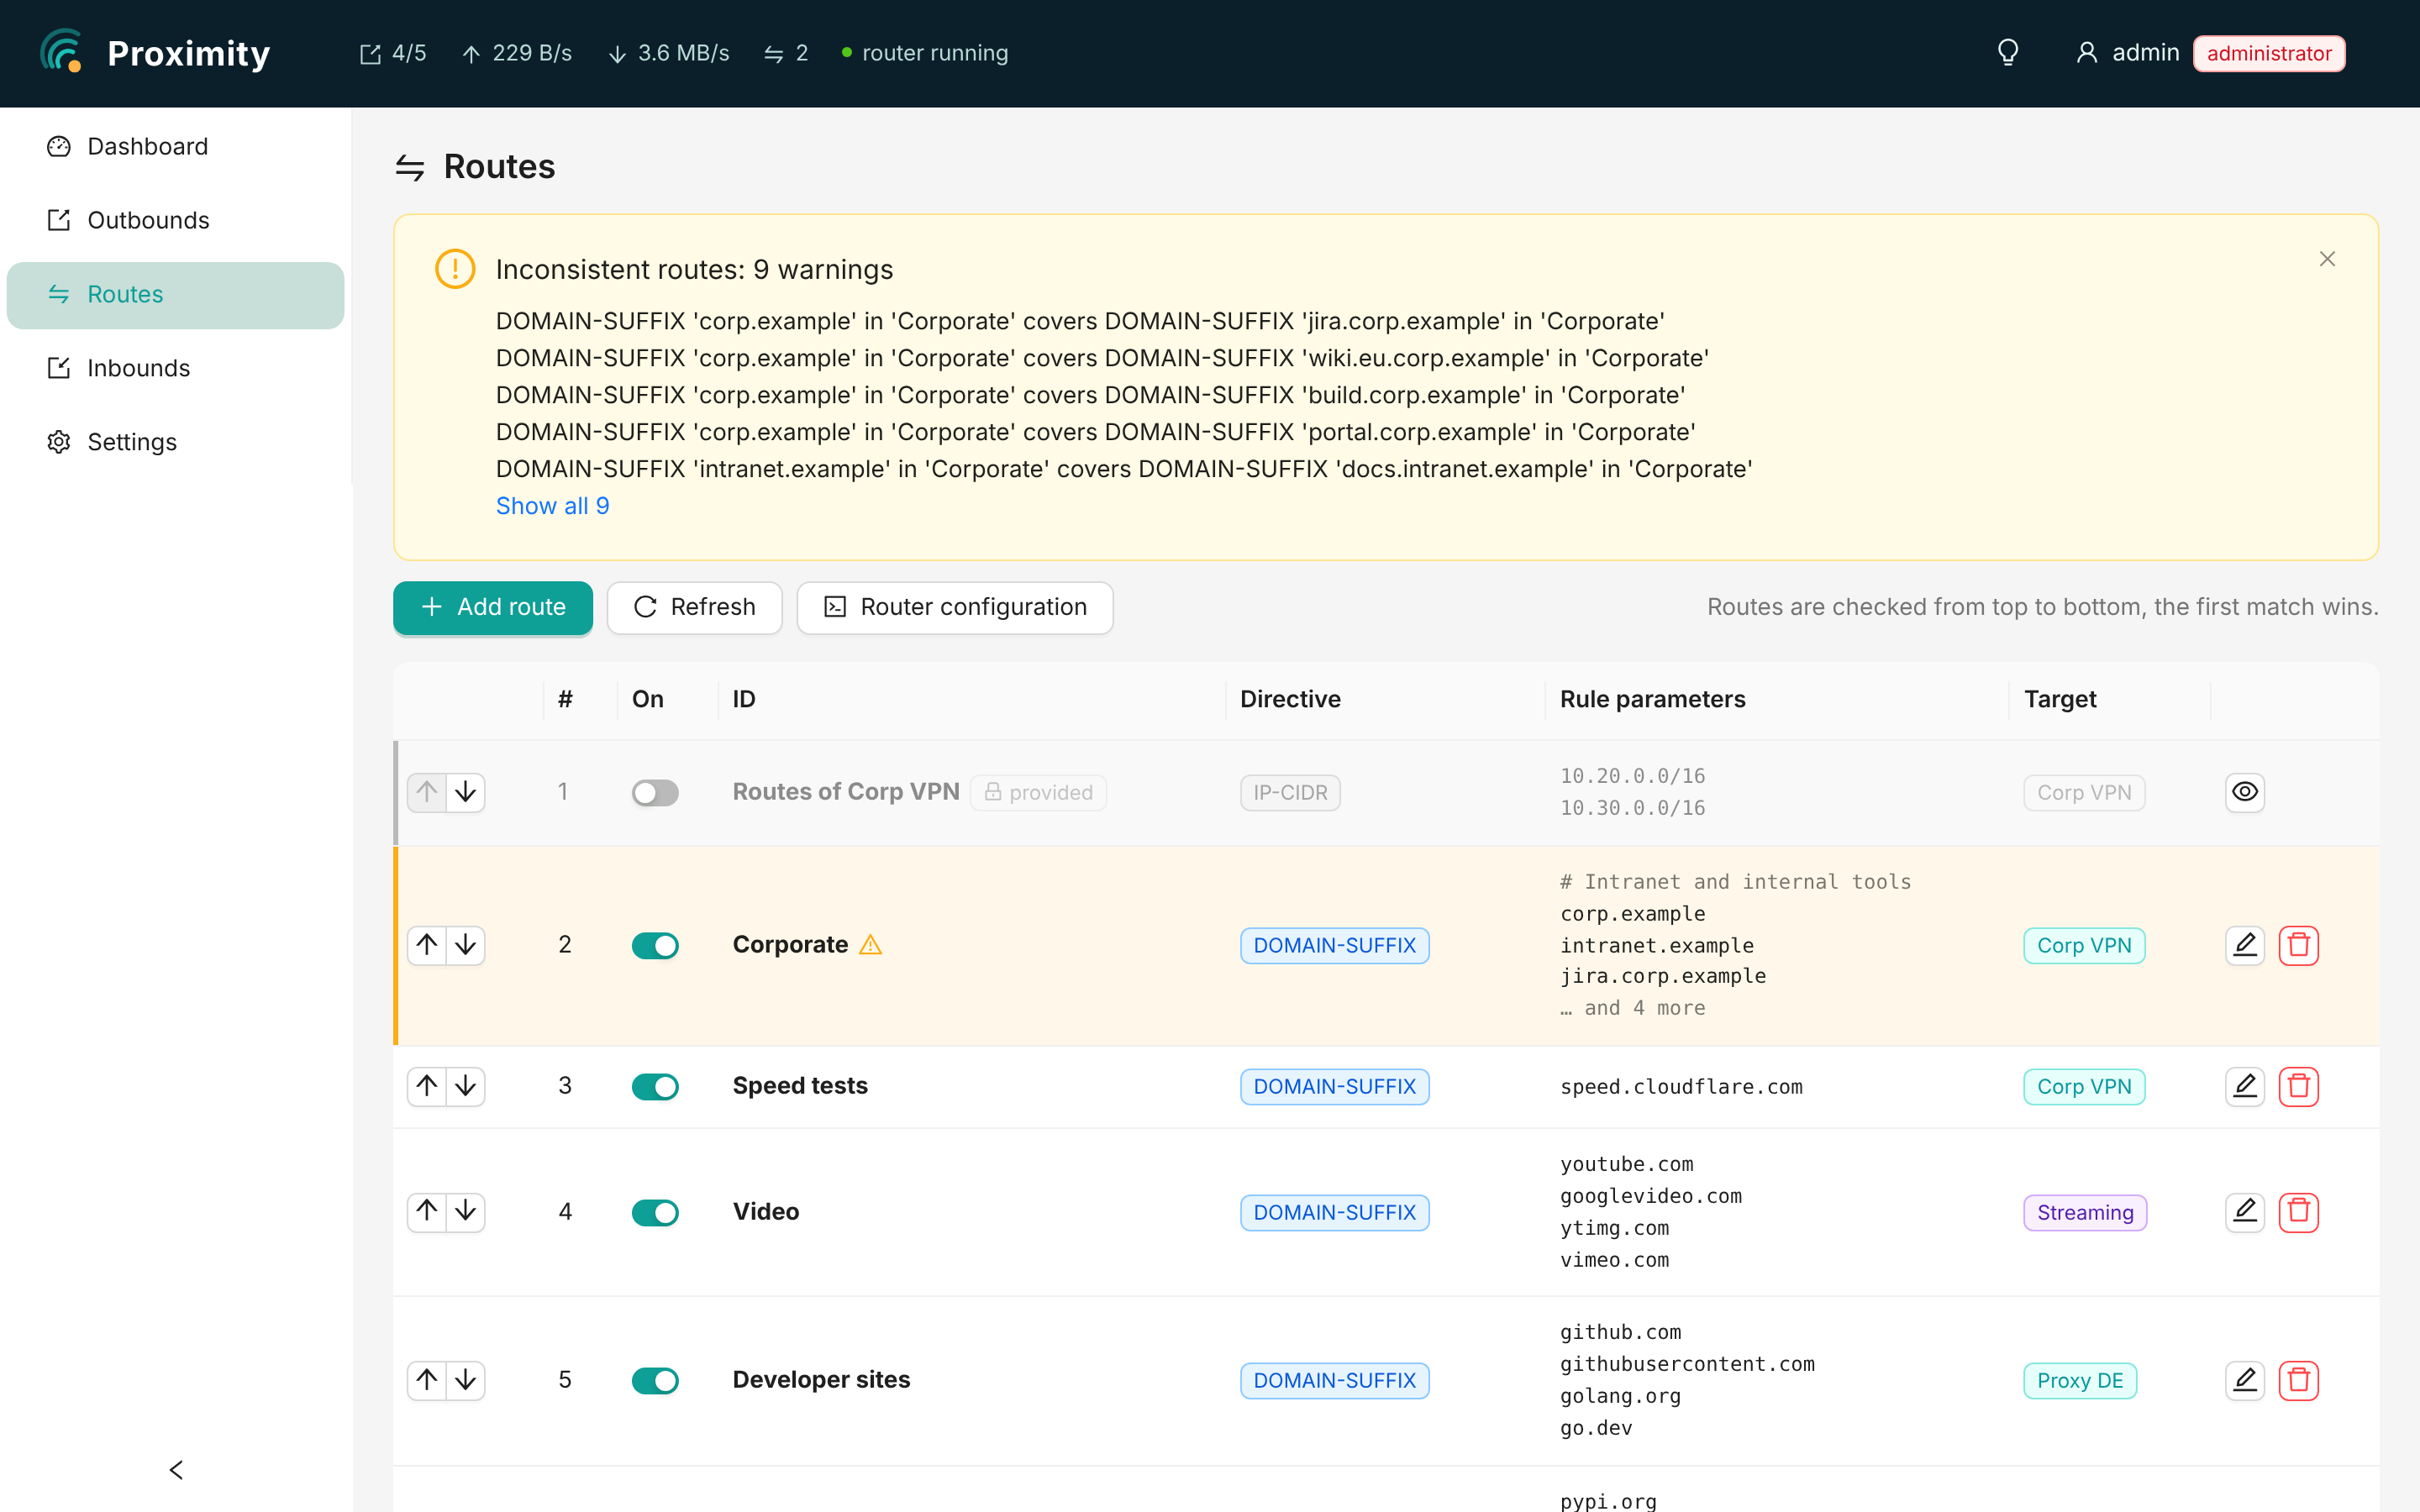 Proximity
4/5 229 B/s 3.6 MB/s 2 router running
admin administrator
Dashboard
Outbounds
Routes
Inbounds
Settings
Routes
Inconsistent routes: 9 warnings
DOMAIN-SUFFIX 'corp.example' in 'Corporate' covers DOMAIN-SUFFIX 'jira.corp.example' in 'Corporate'
DOMAIN-SUFFIX 'corp.example' in 'Corporate' covers DOMAIN-SUFFIX 'wiki.eu.corp.example' in 'Corporate'
DOMAIN-SUFFIX 'corp.example' in 'Corporate' covers DOMAIN-SUFFIX 'build.corp.example' in 'Corporate'
DOMAIN-SUFFIX 'corp.example' in 'Corporate' covers DOMAIN-SUFFIX 'portal.corp.example' in 'Corporate'
DOMAIN-SUFFIX 'intranet.example' in 'Corporate' covers DOMAIN-SUFFIX 'docs.intranet.example' in 'Corporate'
Show all 9
Add route Refresh Router configuration Routes are checked from top to bottom, the first match wins.
# On ID Directive Rule parameters Target
1 Routes of Corp VPN provided IP-CIDR
10.20.0.0/16
10.30.0.0/16
Corp VPN
2 Corporate DOMAIN-SUFFIX
# Intranet and internal tools
corp.example
intranet.example
jira.corp.example
… and 4 more
Corp VPN
3 Speed tests DOMAIN-SUFFIX speed.cloudflare.com Corp VPN
4 Video DOMAIN-SUFFIX
youtube.com
googlevideo.com
ytimg.com
vimeo.com
Streaming
5 Developer sites DOMAIN-SUFFIX
github.com
githubusercontent.com
golang.org
go.dev
Proxy DE
pypi.org